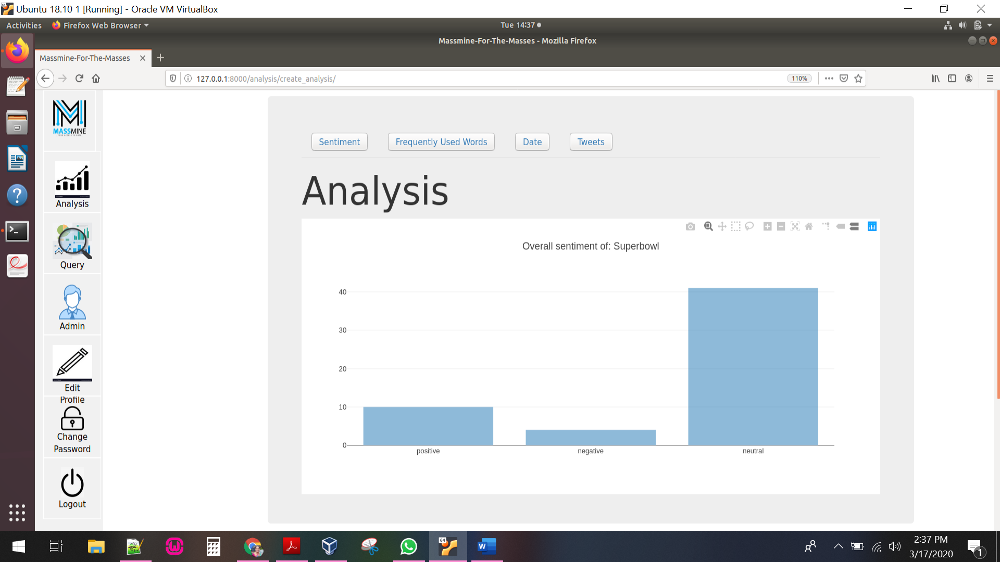 Ubuntu 18.10 1 [Running] - Oracle VM VirtualBox
Activities Firefox Web Browser Tue 14:37
Massmine-For-The-Masses - Mozilla Firefox
Massmine-For-The-Masses
127.0.0.1:8000/analysis/create_analysis/ 110%
MASSMINE
Analysis
Query
Admin
Edit
Profile
Change
Password
Logout
Sentiment Frequently Used Words Date Tweets
Analysis
Overall sentiment of: Superbowl
40
30
20
10
0
positive negative neutral
64
2:37 PM
3/17/2020
1